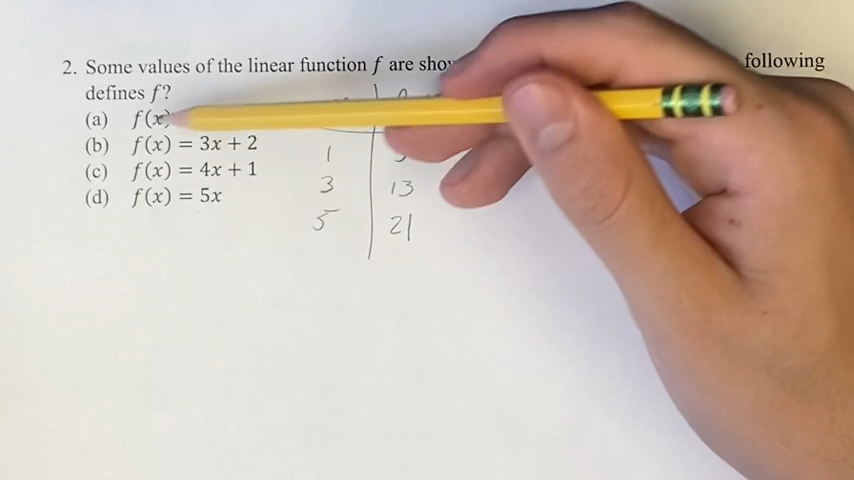 2. Some values of the linear function f are following
defines f?
(a) f(x)
(b) f(x) = 3x + 2
(c) f(x) = 4x + 1
(d) f(x) = 5x
1
3 13
5 21